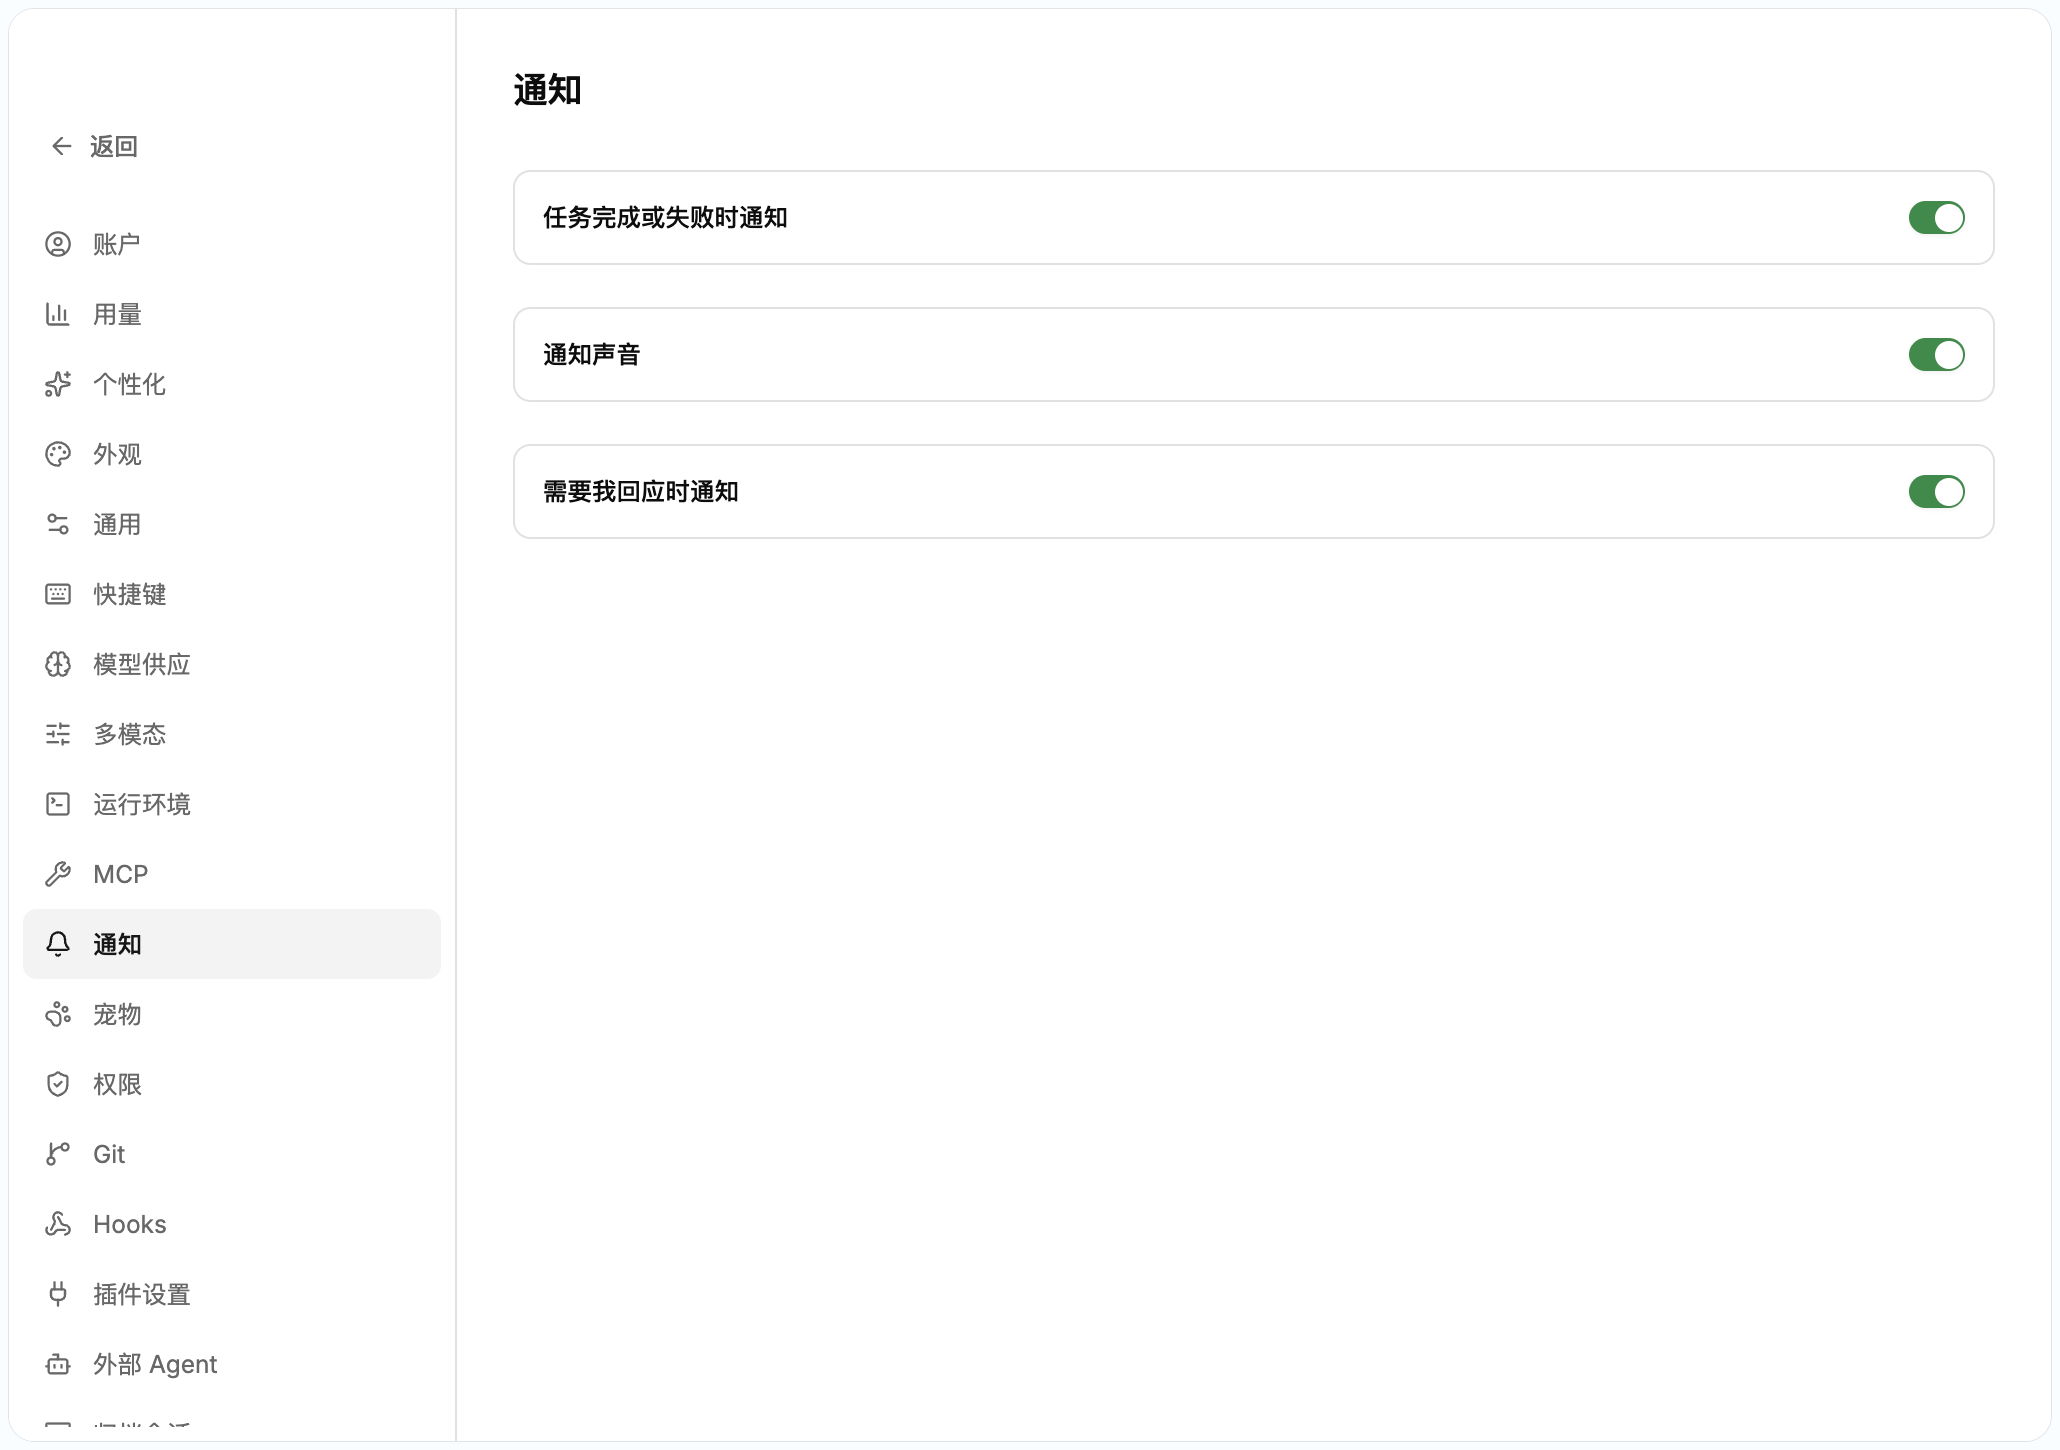 返回
账户
用量
个性化
外观
通用
快捷键
模型供应
多模态
运行环境
MCP
通知
宠物
权限
Git
Hooks
插件设置
外部 Agent
通知
任务完成或失败时通知
通知声音
需要我回应时通知